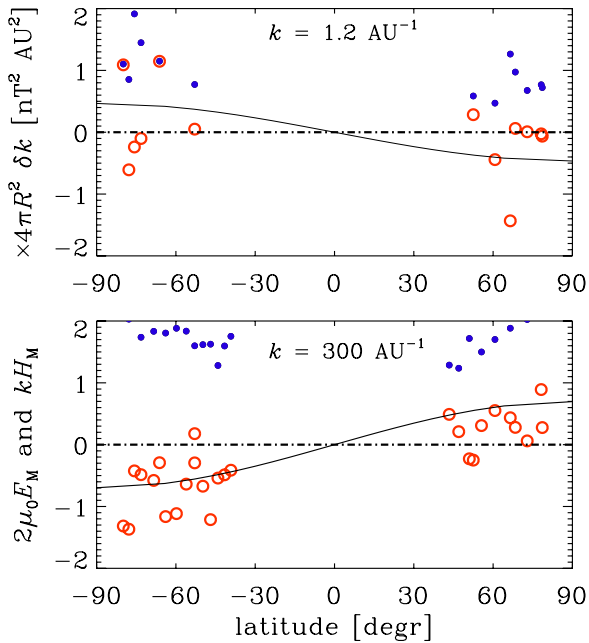 ×4πR² δk [nT² AU²]
k = 1.2 AU⁻¹
2
1
0
−1
−2
−90 −60 −30 0 30 60 90
2μ₀E_M and kH_M
k = 300 AU⁻¹
2
1
0
−1
−2
−90 −60 −30 0 30 60 90
latitude [degr]